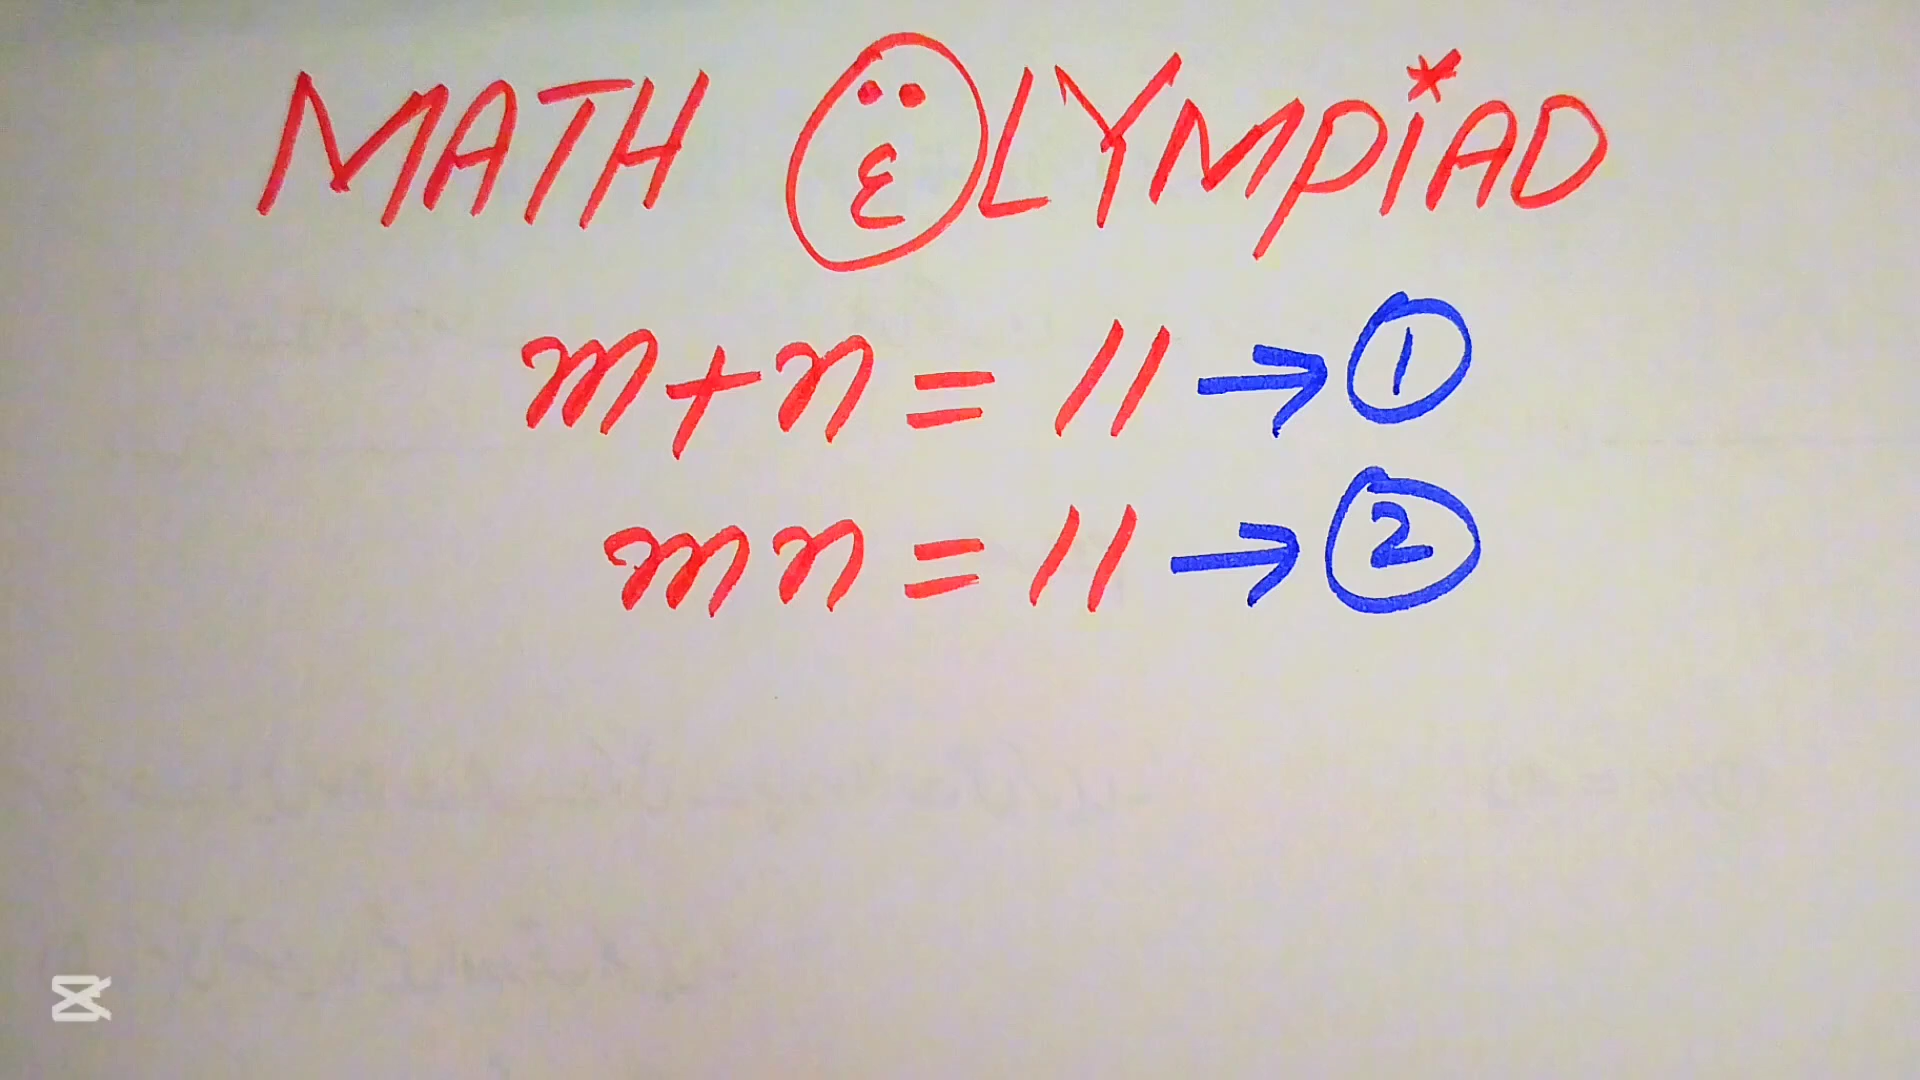 MATH OLYMPiAD
m+n = 11 → ①
mn = 11 → ②